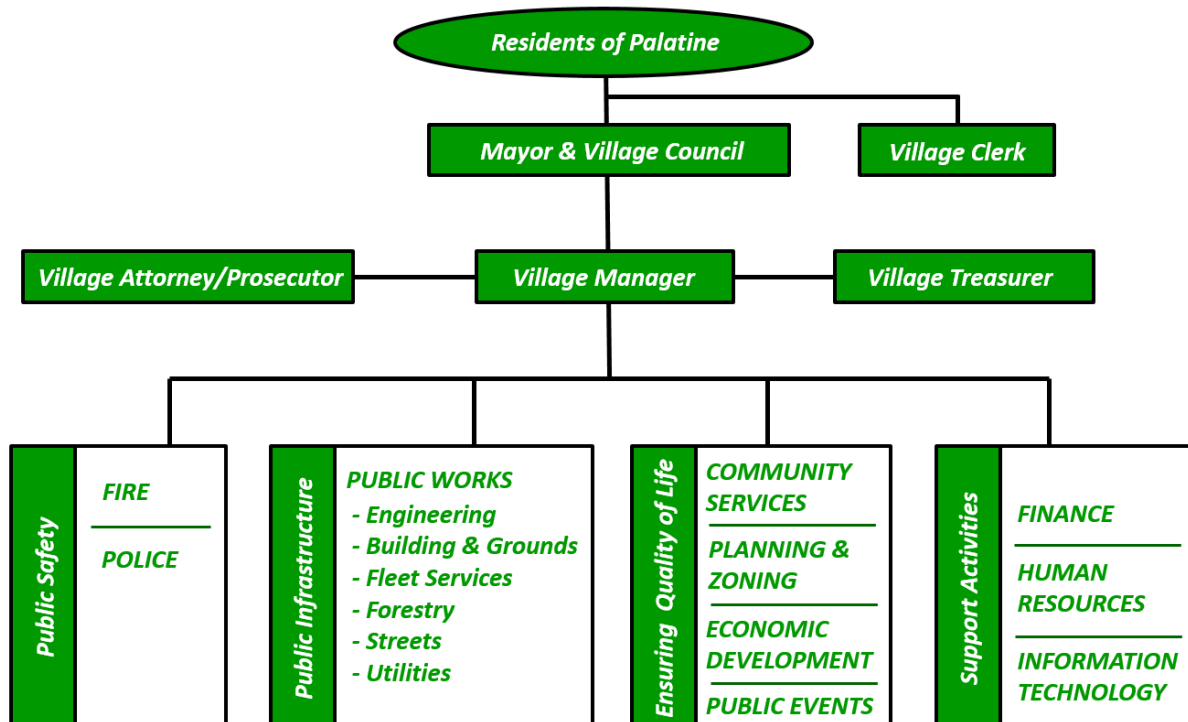 Residents of Palatine
Mayor & Village Council
Village Clerk
Village Attorney/Prosecutor
Village Manager
Village Treasurer
Public Safety
FIRE
POLICE
Public Infrastructure
PUBLIC WORKS
- Engineering
- Building & Grounds
- Fleet Services
- Forestry
- Streets
- Utilities
Ensuring Quality of Life
COMMUNITY
SERVICES
PLANNING &
ZONING
ECONOMIC
DEVELOPMENT
PUBLIC EVENTS
Support Activities
FINANCE
HUMAN
RESOURCES
INFORMATION
TECHNOLOGY